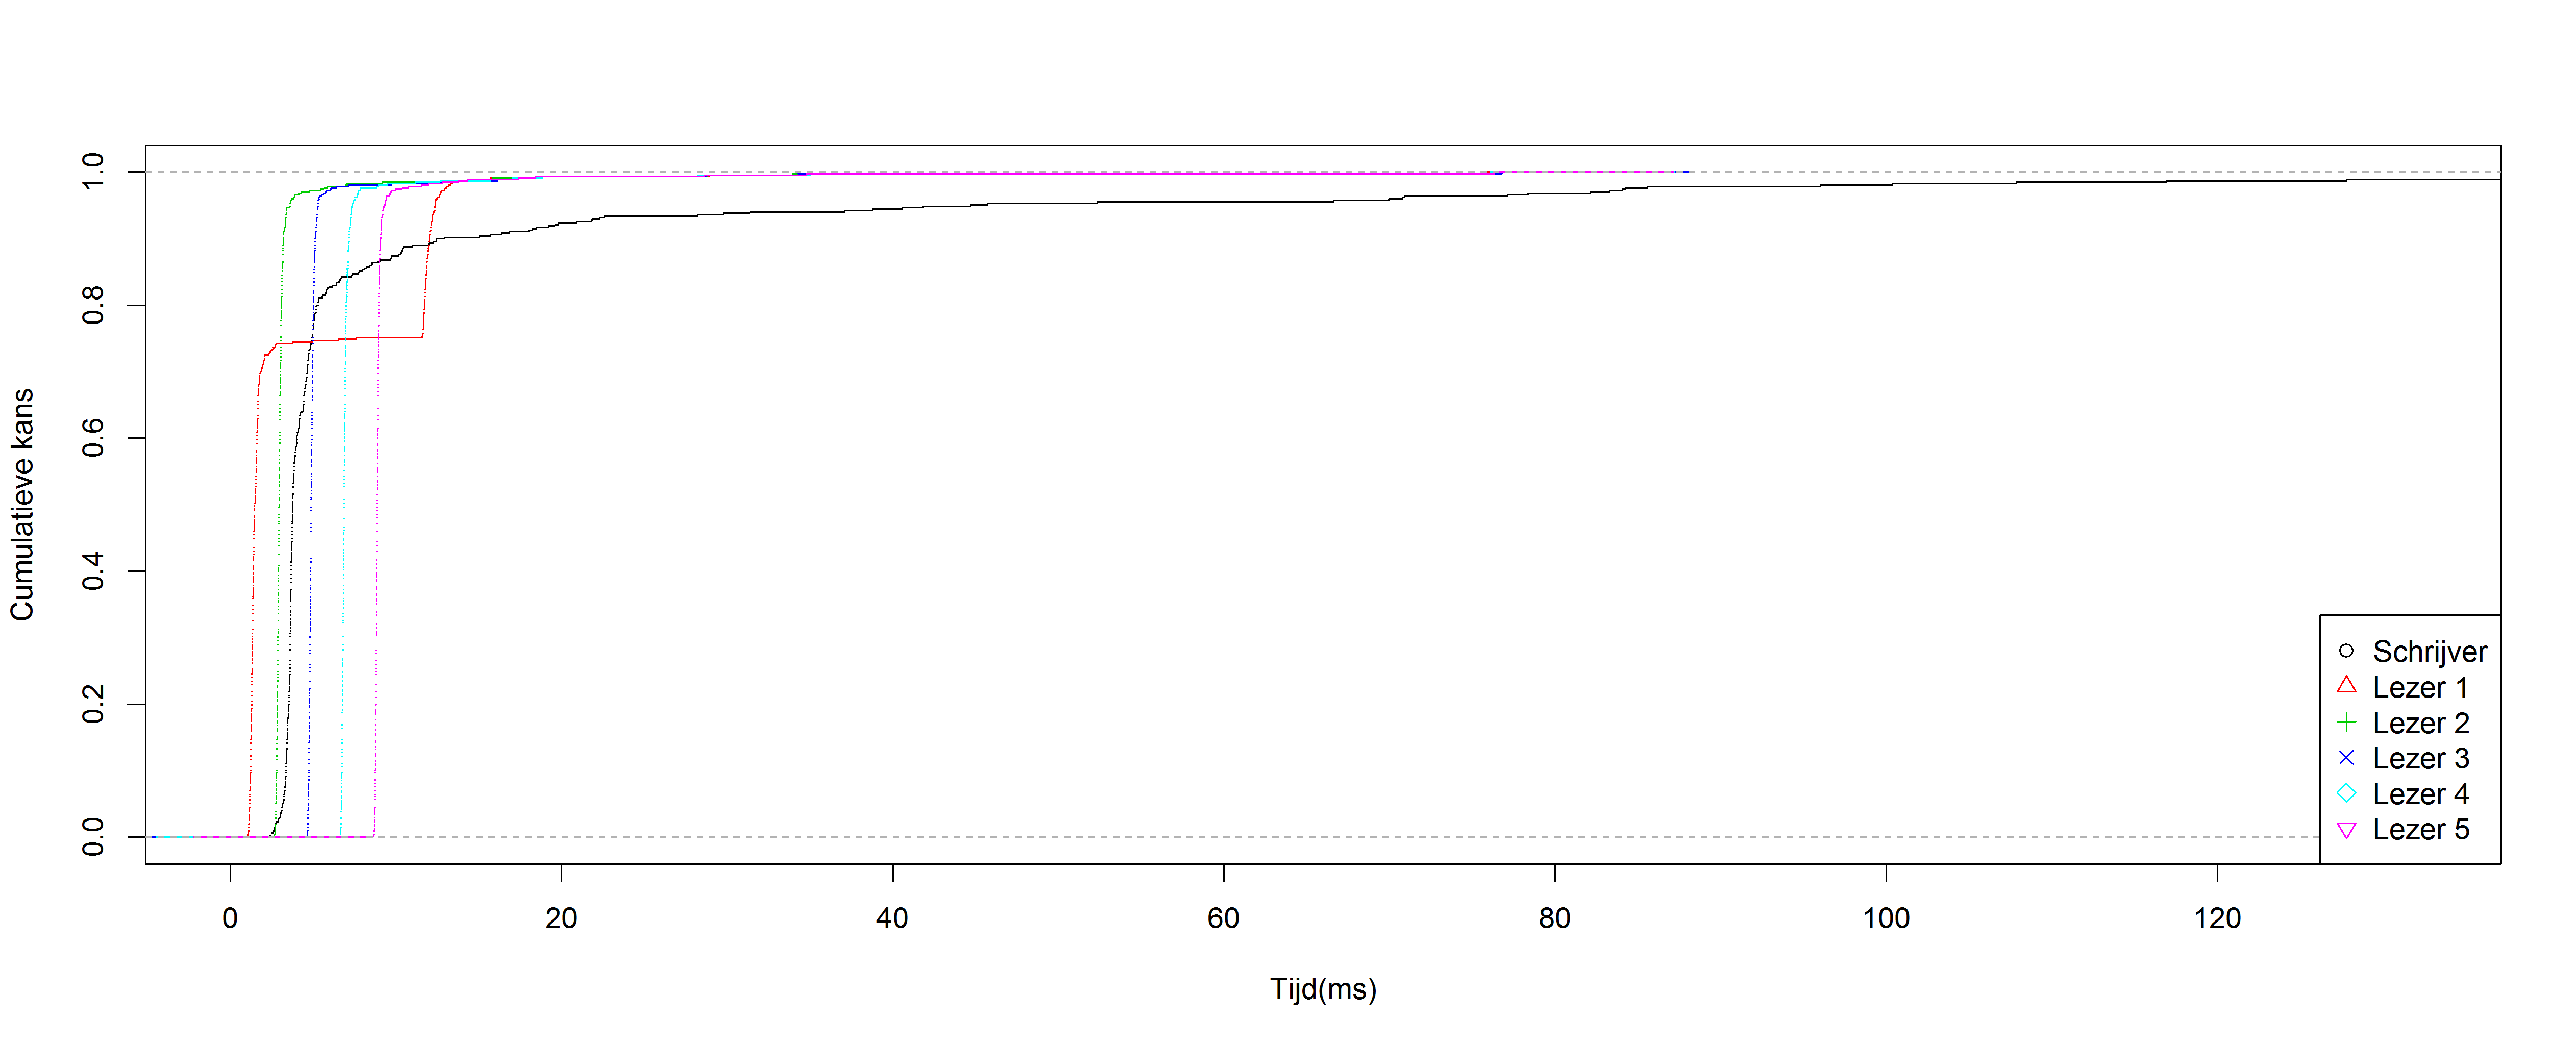 Cumulatieve kans
1.0
0.8
0.6
0.4
0.2
0.0
0 20 40 60 80 100 120
Tijd(ms)
Schrijver
Lezer 1
Lezer 2
Lezer 3
Lezer 4
Lezer 5